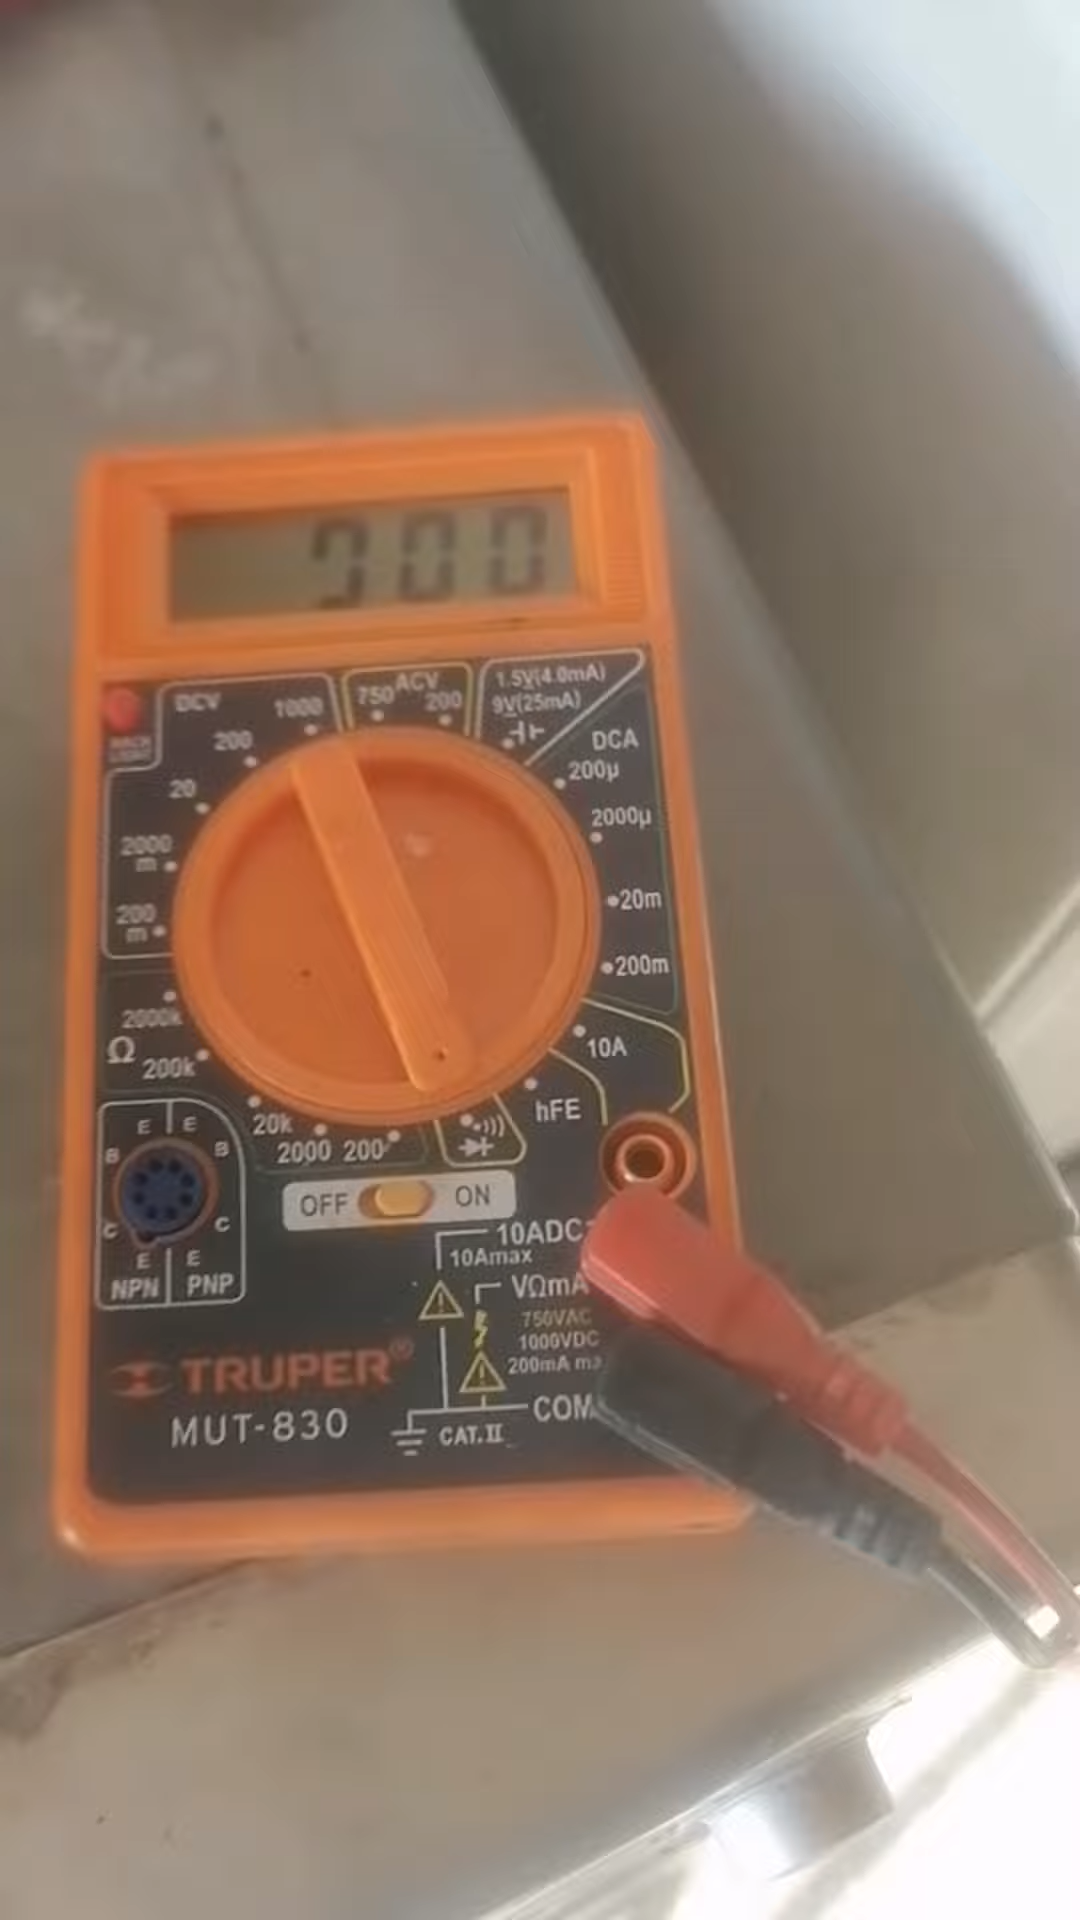 DCV
1000
750
ACV
200
1.5V(4.0mA)
9V(25mA)
DCA
200
200µ
20
2000µ
2000
m
20m
200
m
200m
2000k
10A
Ω
200k
hFE
20k
2000
200
E
E
B
B
C
C
E
E
NPN
PNP
OFF
ON
10ADC
10Amax
VΩmA
750VAC
1000VDC
200mA
TRUPER®
MUT-830
COM
CAT.II